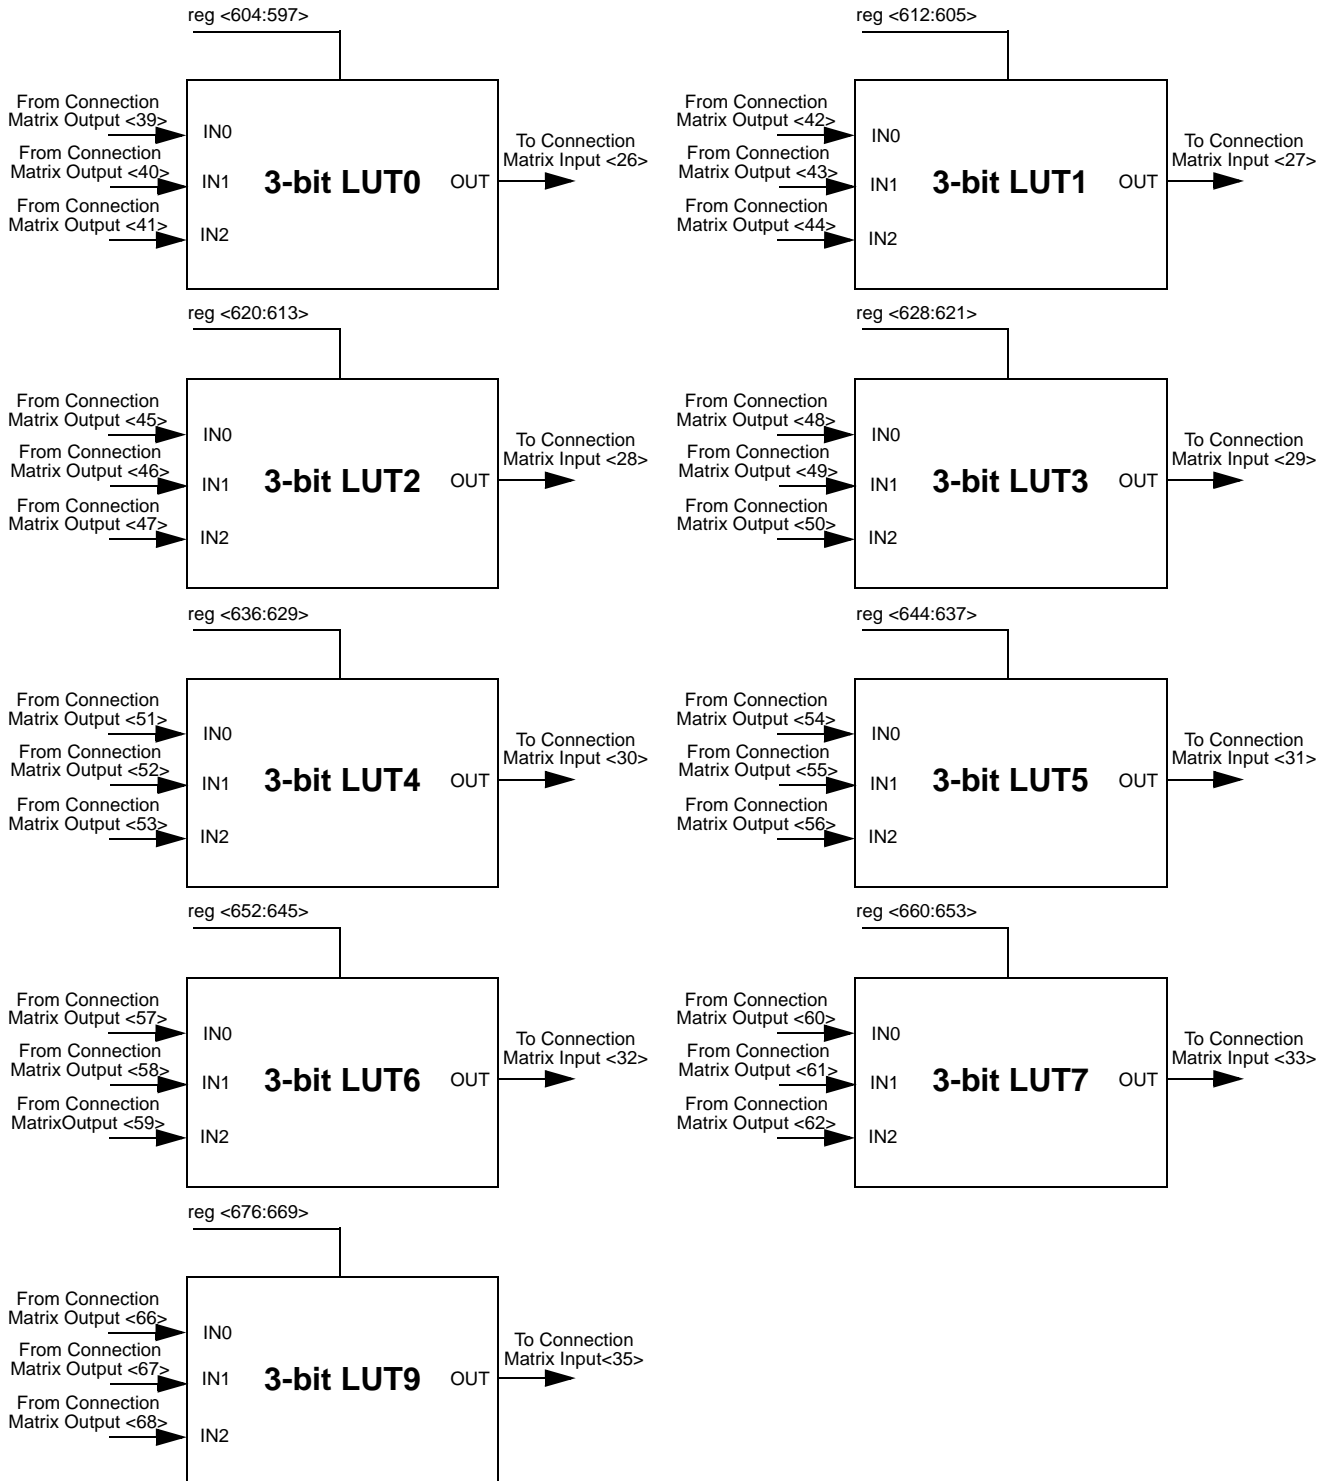 reg <604:597>
From Connection
Matrix Output <39>
From Connection
Matrix Output <40>
From Connection
Matrix Output <41>
IN0
IN1
IN2
3-bit LUT0
OUT
To Connection
Matrix Input <26>
reg <612:605>
From Connection
Matrix Output <42>
From Connection
Matrix Output <43>
From Connection
Matrix Output <44>
IN0
IN1
IN2
3-bit LUT1
OUT
To Connection
Matrix Input <27>
reg <620:613>
From Connection
Matrix Output <45>
From Connection
Matrix Output <46>
From Connection
Matrix Output <47>
IN0
IN1
IN2
3-bit LUT2
OUT
To Connection
Matrix Input <28>
reg <628:621>
From Connection
Matrix Output <48>
From Connection
Matrix Output <49>
From Connection
Matrix Output <50>
IN0
IN1
IN2
3-bit LUT3
OUT
To Connection
Matrix Input <29>
reg <636:629>
From Connection
Matrix Output <51>
From Connection
Matrix Output <52>
From Connection
Matrix Output <53>
IN0
IN1
IN2
3-bit LUT4
OUT
To Connection
Matrix Input <30>
reg <644:637>
From Connection
Matrix Output <54>
From Connection
Matrix Output <55>
From Connection
Matrix Output <56>
IN0
IN1
IN2
3-bit LUT5
OUT
To Connection
Matrix Input <31>
reg <652:645>
From Connection
Matrix Output <57>
From Connection
Matrix Output <58>
From Connection
MatrixOutput <59>
IN0
IN1
IN2
3-bit LUT6
OUT
To Connection
Matrix Input <32>
reg <660:653>
From Connection
Matrix Output <60>
From Connection
Matrix Output <61>
From Connection
Matrix Output <62>
IN0
IN1
IN2
3-bit LUT7
OUT
To Connection
Matrix Input <33>
reg <676:669>
From Connection
Matrix Output <66>
From Connection
Matrix Output <67>
From Connection
Matrix Output <68>
IN0
IN1
IN2
3-bit LUT9
OUT
To Connection
Matrix Input<35>